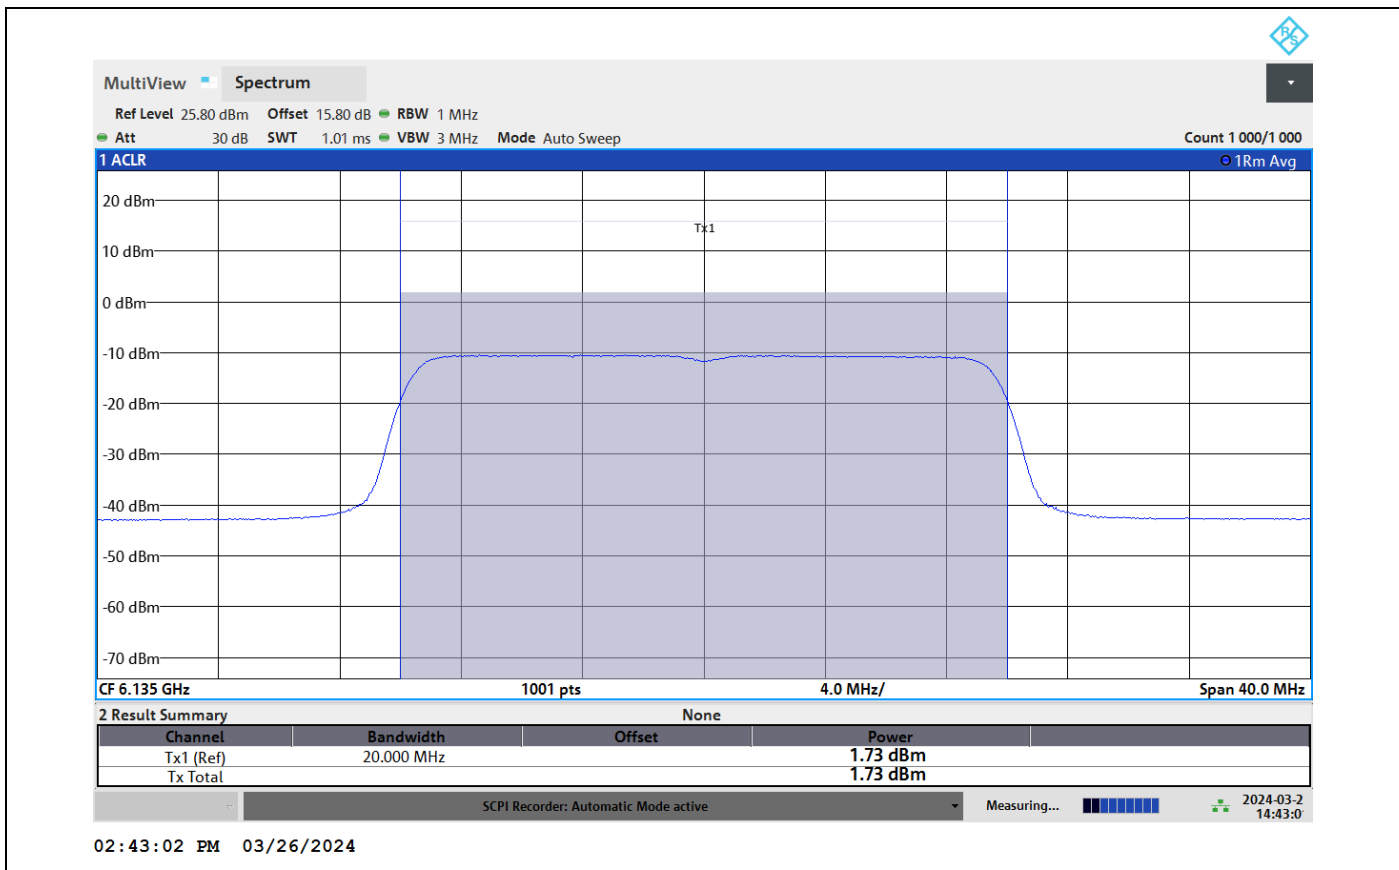 R S
MultiView Spectrum
Ref Level 25.80 dBm Offset 15.80 dB RBW 1 MHz
Att 30 dB SWT 1.01 ms VBW 3 MHz Mode Auto Sweep Count 1 000/1 000
1 ACLR 1Rm Avg
20 dBm
Tx1
10 dBm
0 dBm
-10 dBm
-20 dBm
-30 dBm
-40 dBm
-50 dBm
-60 dBm
-70 dBm
CF 6.135 GHz 1001 pts 4.0 MHz/ Span 40.0 MHz
2 Result Summary None
Channel Bandwidth Offset Power
Tx1 (Ref) 20.000 MHz 1.73 dBm
Tx Total 1.73 dBm
SCPI Recorder: Automatic Mode active Measuring... 2024-03-2
14:43:0
02:43:02 PM 03/26/2024